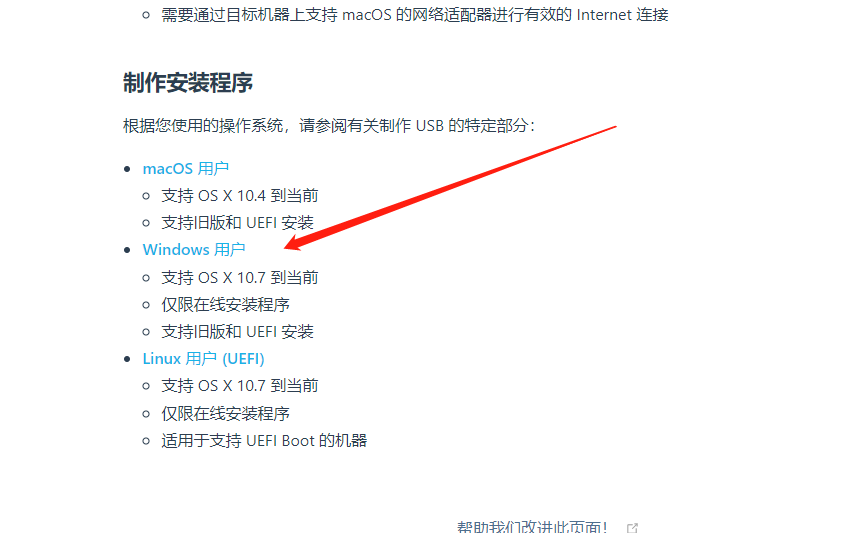 需要通过目标机器上支持 macOS 的网络适配器进行有效的 Internet 连接
制作安装程序
根据您使用的操作系统，请参阅有关制作 USB 的特定部分：
macOS 用户
支持 OS X 10.4 到当前
支持旧版和 UEFI 安装
Windows 用户
支持 OS X 10.7 到当前
仅限在线安装程序
支持旧版和 UEFI 安装
Linux 用户 (UEFI)
支持 OS X 10.7 到当前
仅限在线安装程序
适用于支持 UEFI Boot 的机器
帮助我们改进此页面！